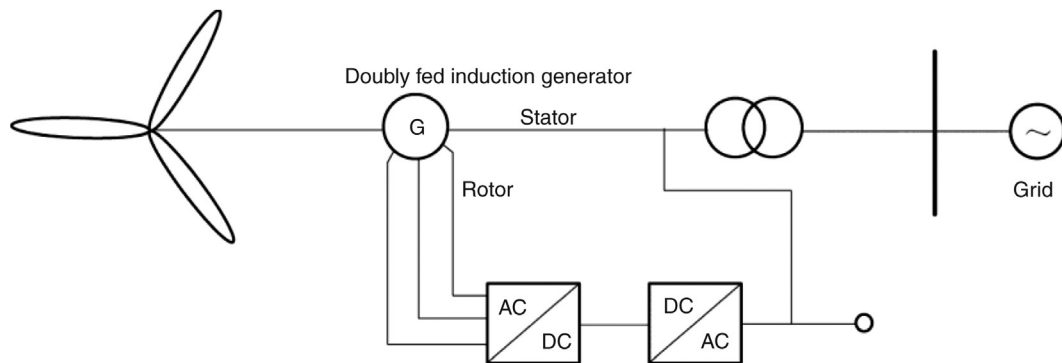 Doubly fed induction generator
G
Stator
~
Grid
Rotor
AC
DC
DC
AC